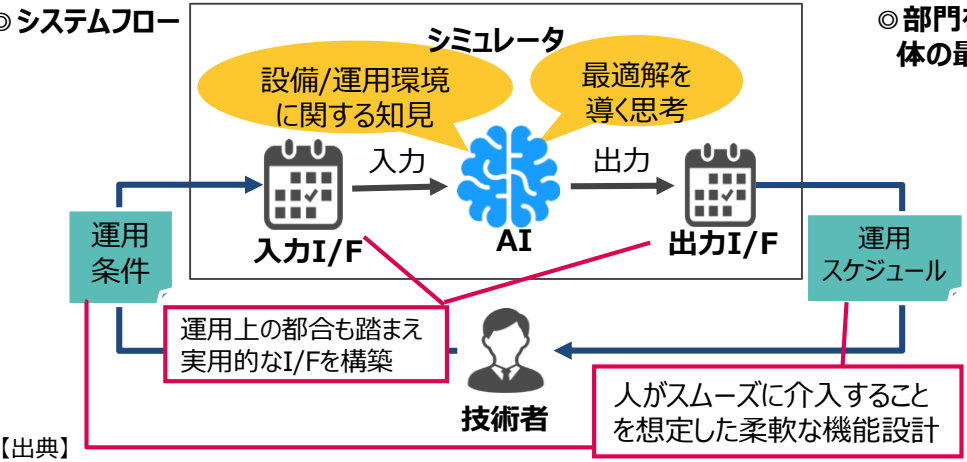 ◎システムフロー
◎部門を
体の最
シミュレータ
設備/運用環境
に関する知見
最適解を
導く思考
入力
出力
入力I/F
AI
出力I/F
運用
条件
運用
スケジュール
運用上の都合も踏まえ
実用的なI/Fを構築
技術者
人がスムーズに介入すること
を想定した柔軟な機能設計
【出典】